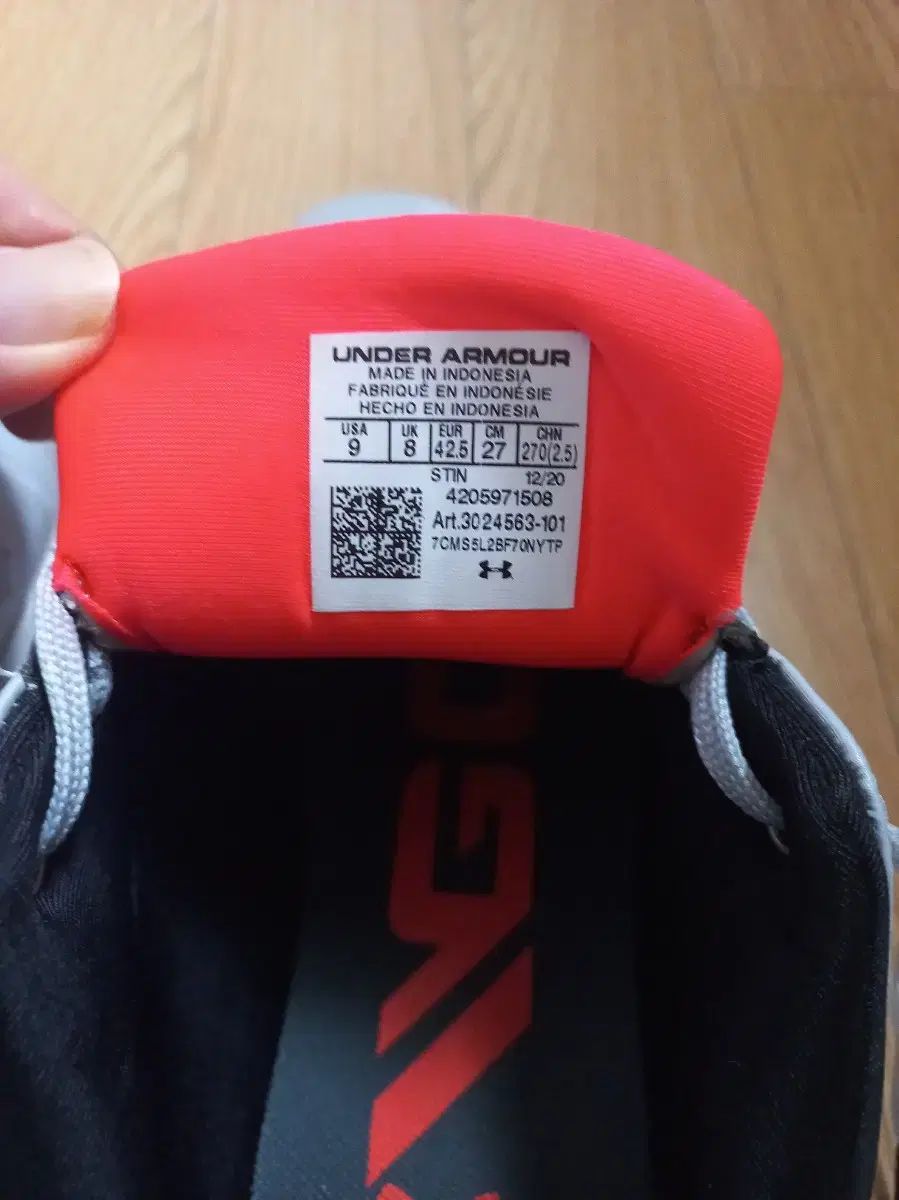 UNDER ARMOUR
MADE IN INDONESIA
FABRIQUÉ EN INDONÉSIE
HECHO EN INDONESIA
USA UK EUR CM CHN
9 8 42.5 27 270(2.5)
STIN 12/20
4205971508
Art.3024563-101
7CMS5L2BF70NYTP